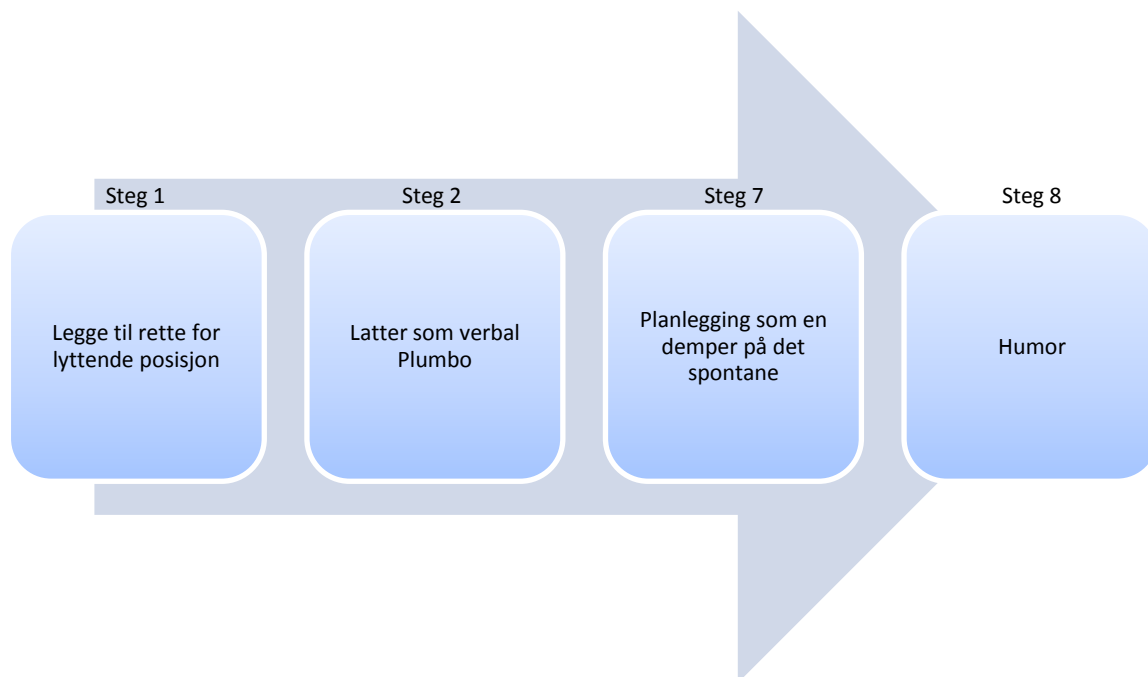 Steg 1
Legge til rette for
lyttende posisjon
Steg 2
Latter som verbal
Plumbo
Steg 7
Planlegging som en
demper på det
spontane
Steg 8
Humor